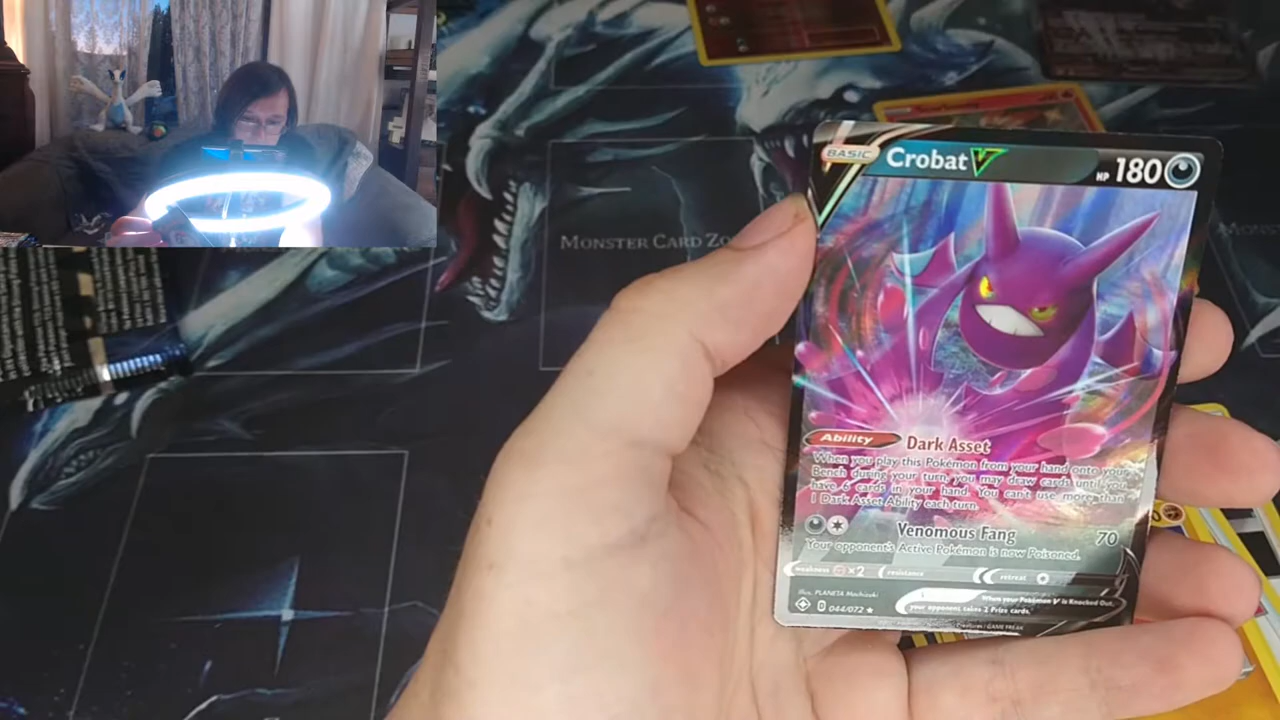 BASIC Crobat V HP 180
MONSTER CARD ZO
Ability Dark Asset
When you play this Pokémon from your hand onto your
Bench during your turn, you may draw cards until you
have 6 cards in your hand. You can't use more than
1 Dark Asset Ability each turn.
Venomous Fang 70
Your opponent's Active Pokémon is now Poisoned.
weakness ×2 resistance retreat
Illus. PLANETA Mochizuki
044/072
When your Pokémon V is Knocked Out,
your opponent takes 2 Prize cards.